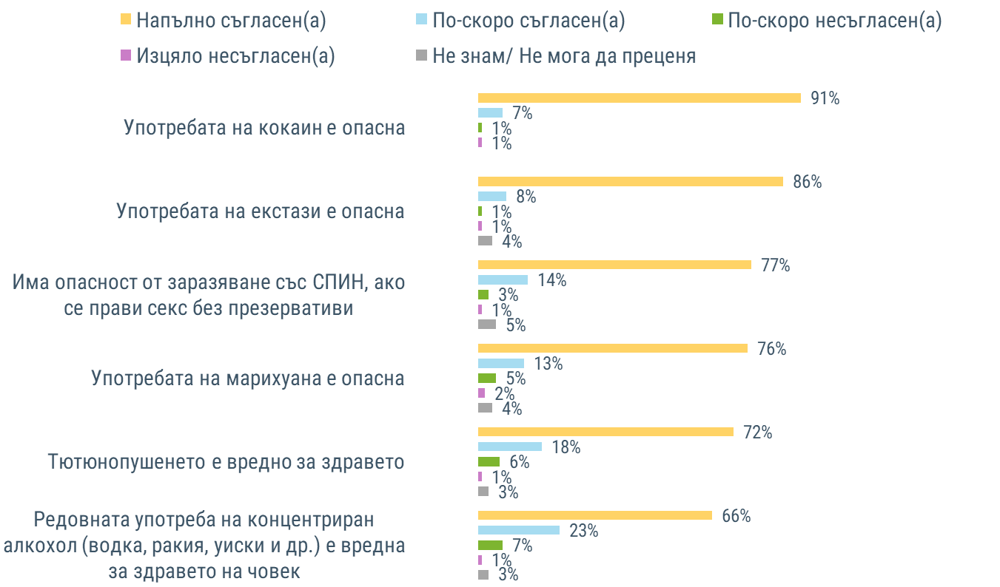 Напълно съгласен(а)
По-скоро съгласен(а)
По-скоро несъгласен(а)
Изцяло несъгласен(а)
Не знам/ Не мога да преценя
Употребата на кокаин е опасна
91%
7%
1%
1%
Употребата на екстази е опасна
86%
8%
1%
1%
4%
Има опасност от заразяване със СПИН, ако
се прави секс без презервативи
77%
14%
3%
1%
5%
Употребата на марихуана е опасна
76%
13%
5%
2%
4%
Тютюнопушенето е вредно за здравето
72%
18%
6%
1%
3%
Редовната употреба на концентриран
алкохол (водка, ракия, уиски и др.) е вредна
за здравето на човек
66%
23%
7%
1%
3%